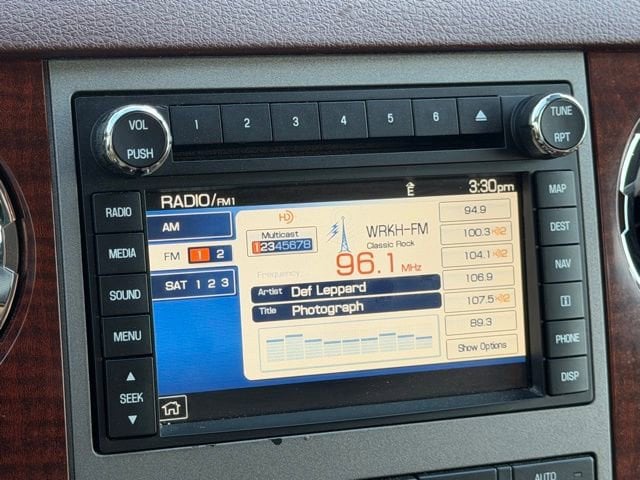 VOL
PUSH
1 2 3 4 5 6
TUNE
RPT
RADIO
MEDIA
SOUND
MENU
SEEK
MAP
DEST
NAV
PHONE
DISP
RADIO/FM1
E
3:30pm
AM
FM 1 2
SAT 1 2 3
HD
Multicast
12345678
WRKH-FM
Classic Rock
Frequency
96.1 MHz
Artist Def Leppard
Title Photograph
94.9
100.3 HD2
104.1 HD2
106.9
107.5 HD2
89.3
Show Options
AUTO